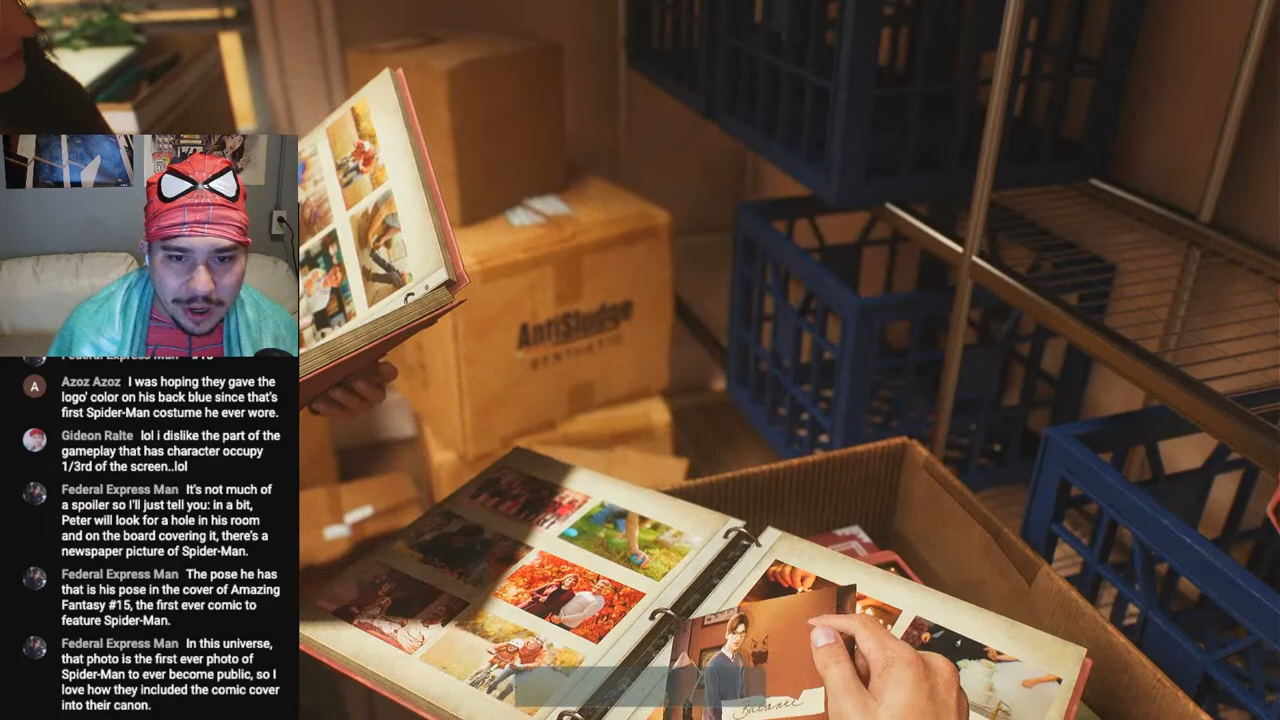 AntiSludge
SYNTHETIC
Balance
Federal Express Man #15
Azoz Azoz I was hoping they gave the
logo' color on his back blue since that's
first Spider-Man costume he ever wore.
Gideon Ralte lol i dislike the part of the
gameplay that has character occupy
1/3rd of the screen..lol
Federal Express Man It's not much of
a spoiler so I'll just tell you: in a bit,
Peter will look for a hole in his room
and on the board covering it, there's a
newspaper picture of Spider-Man.
Federal Express Man The pose he has
that is his pose in the cover of Amazing
Fantasy #15, the first ever comic to
feature Spider-Man.
Federal Express Man In this universe,
that photo is the first ever photo of
Spider-Man to ever become public, so I
love how they included the comic cover
into their canon.
A